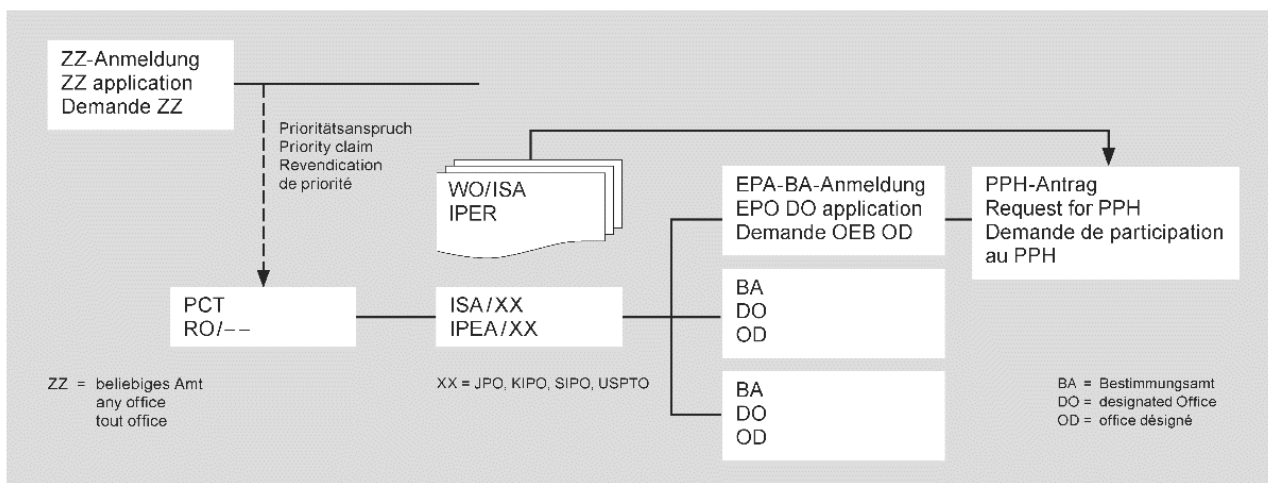 ZZ-Anmeldung
ZZ application
Demande ZZ
Prioritätsanspruch
Priority claim
Revendication
de priorité
WO/ISA
IPER
EPA-BA-Anmeldung
EPO DO application
Demande OEB OD
PPH-Antrag
Request for PPH
Demande de participation
au PPH
PCT
RO/––
ISA/XX
IPEA/XX
BA
DO
OD
BA
DO
OD
ZZ = beliebiges Amt
any office
tout office
XX = JPO, KIPO, SIPO, USPTO
BA = Bestimmungsamt
DO = designated Office
OD = office désigné